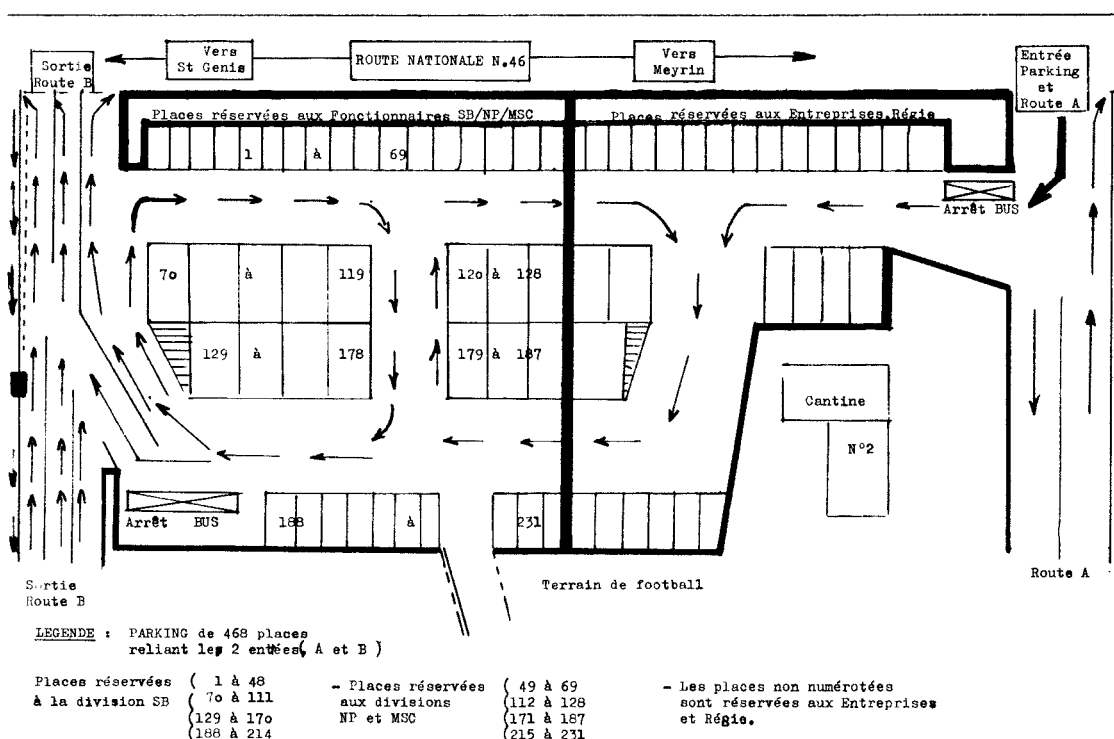 Sortie
Route B
Vers
St Genis
ROUTE NATIONALE N.46
Vers
Meyrin
Entrée
Parking
et
Route A
Places réservées aux Fonctionnaires SB/NP/MSC
Places réservées aux Entreprises Régie
1 à 69
Arrêt BUS
7o à 119
12o à 128
129 à 178
179 à 187
Cantine
N°2
188 à 231
Arrêt BUS
Terrain de football
Route A
Sortie
Route B
LEGENDE : PARKING de 468 places
reliant les 2 entées( A et B )
Places réservées ( 1 à 48
à la division SB ( 7o à 111
(129 à 17o
(188 à 214
- Places réservées ( 49 à 69
aux divisions (112 à 128
NP et MSC (171 à 187
(215 à 231
- Les places non numérotées
sont réservées aux Entreprises
et Régie.